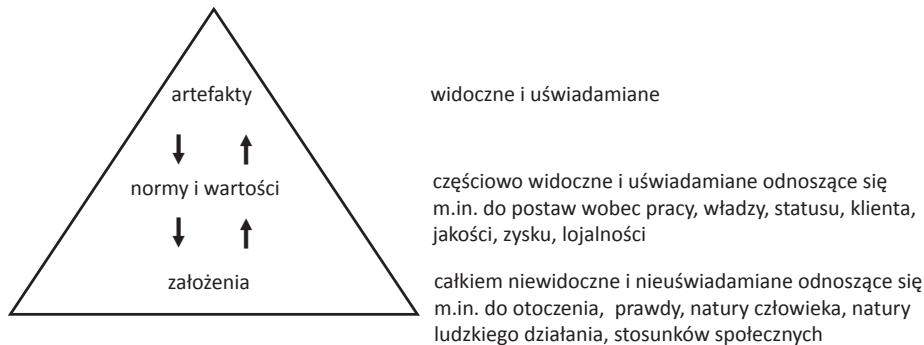 artefakty
widoczne i uświadamiane
normy i wartości
częściowo widoczne i uświadamiane odnoszące się
m.in. do postaw wobec pracy, władzy, statusu, klienta,
jakości, zysku, lojalności
założenia
całkiem niewidoczne i nieuświadamiane odnoszące się
m.in. do otoczenia, prawdy, natury człowieka, natury
ludzkiego działania, stosunków społecznych